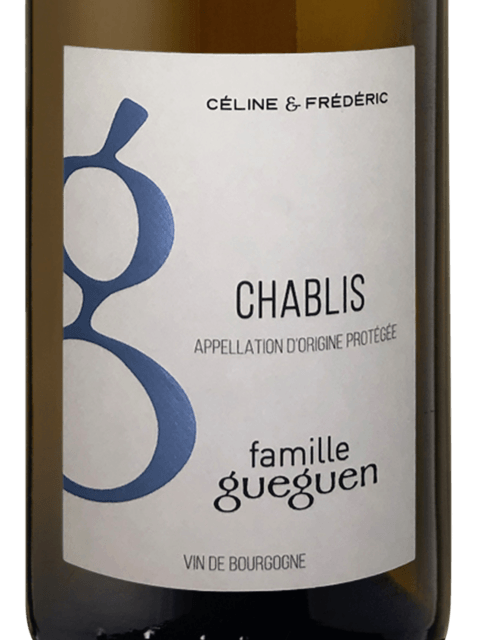 CÉLINE & FRÉDÉRIC
g
CHABLIS
APPELLATION D'ORIGINE PROTÉGÉE
famille
gueguen
VIN DE BOURGOGNE